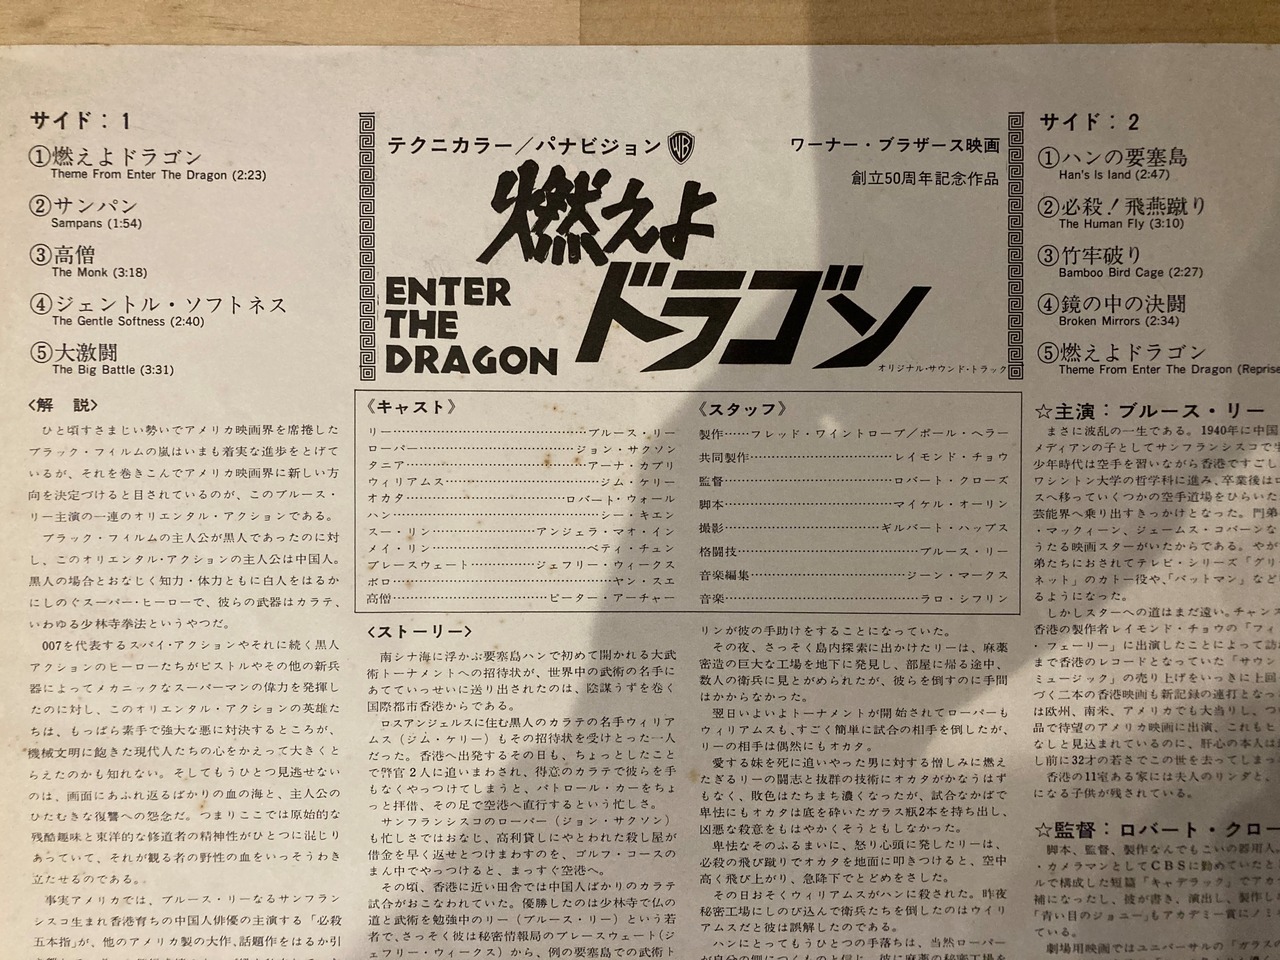 サイド：1
①燃えよドラゴン
Theme From Enter The Dragon (2:23)
②サンパン
Sampans (1:54)
③高僧
The Monk (3:18)
④ジェントル・ソフトネス
The Gentle Softness (2:40)
⑤大激闘
The Big Battle (3:31)
テクニカラー／パナビジョン
WB
ワーナー・ブラザース映画
創立50周年記念作品
燃えよ
ドラゴン
ENTER
THE
DRAGON
オリジナル・サウンド・トラック
サイド：2
①ハンの要塞島
Han's Is land (2:47)
②必殺！飛燕蹴り
The Human Fly (3:10)
③竹牢破り
Bamboo Bird Cage (2:27)
④鏡の中の決闘
Broken Mirrors (2:34)
⑤燃えよドラゴン
Theme From Enter The Dragon (Reprise
〈解　説〉
ひと頃すさまじい勢いでアメリカ映画界を席捲した
ブラック・フィルムの嵐はいまも着実な進歩をとげて
いるが、それを巻きこんでアメリカ映画界に新しい方
向を決定づけると目されているのが、このブルース・
リー主演の一連のオリエンタル・アクションである。
ブラック・フィルムの主人公が黒人であったのに対
し、このオリエンタル・アクションの主人公は中国人。
黒人の場合とおなじく知力・体力ともに白人をはるか
にしのぐスーパー・ヒーローで、彼らの武器はカラテ、
いわゆる少林寺拳法というやつだ。
007を代表するスパイ・アクションやそれに続く黒人
アクションのヒーローたちがピストルやその他の新兵
器によってメカニックなスーパーマンの偉力を発揮し
たのに対し、このオリエンタル・アクションの英雄た
ちは、もっぱら素手で強大な悪に対決するところが、
機械文明に飽きた現代人たちの心をかえって大きくと
らえたのかも知れない。そしてもうひとつ見逃せない
のは、画面にあふれ返るばかりの血の海と、主人公の
ひたむきな復讐への怨念だ。つまりここでは原始的な
残酷趣味と東洋的な修道者の精神性がひとつに混じり
あっていて、それが観る者の野性の血をいっそうわき
立たせるのである。
事実アメリカでは、ブルース・リーなるサンフラン
シスコ生まれ香港育ちの中国人俳優の主演する「必殺
五本指」が、他のアメリカ製の大作、話題作をはるか引
《キャスト》
リー……ブルース・リー
ローパー……ジョン・サクソン
タニア……アーナ・カプリ
ウィリアムス……ジム・ケリー
オカタ……ロバート・ウォール
ハン……シー・キエン
スー・リン……アンジェラ・マオ・イン
メイ・リン……ベティ・チュン
ブレースウェート……ジェフリー・ウィークス
ボロ……ヤン・スエ
高僧……ピーター・アーチャー
《スタッフ》
製作……フレッド・ワイントローブ／ポール・ヘラー
共同製作……レイモンド・チョウ
監督……ロバート・クローズ
脚本……マイケル・オーリン
撮影……ギルバート・ハッブス
格闘技……ブルース・リー
音楽編集……ジーン・マークス
音楽……ラロ・シフリン
〈ストーリー〉
南シナ海に浮かぶ要塞島ハンで初めて開かれる大武
術トーナメントへの招待状が、世界中の武術の名手に
あてていっせいに送り出されたのは、陰謀うずを巻く
国際都市香港からである。
ロスアンジェルスに住む黒人のカラテの名手ウィリア
ムス（ジム・ケリー）もその招待状を受けとった一人
だった。香港へ出発するその日も、ちょっとしたこと
で警官2人に追いまわされ、得意のカラテで彼らを手
もなくやっつけてしまうと、パトロール・カーをちょ
っと拝借、その足で空港へ直行するという忙しさ。
サンフランシスコのローパー（ジョン・サクソン）
も忙しさではおなじ、高利貸しにやとわれた殺し屋が
借金を早く返せとつけまわすのを、ゴルフ・コースの
まん中でやっつけると、まっすぐ空港へ。
その頃、香港に近い田舎では中国人ばかりのカラテ
試合がおこなわれていた。優勝したのは少林寺で仏の
道と武術を勉強中のリー（ブルース・リー）という若
者で、さっそく彼は秘密情報局のブレースウェート（ジ
ェフリー・ウィークス）から、例の要塞島での武術ト
リンが彼の手助けをすることになっていた。
その夜、さっそく島内探索に出かけたリーは、麻薬
密造の巨大な工場を地下に発見し、部屋に帰る途中、
数人の衛兵に見とがめられたが、彼らを倒すのに手間
はかからなかった。
翌日いよいよトーナメントが開始されてローパーも
ウィリアムスも、すごく簡単に試合の相手を倒したが、
リーの相手は偶然にもオカタ。
愛する妹を死に追いやった男に対する憎しみに燃え
たぎるリーの闘志と抜群の技術にオカタがかなうはず
もなく、敗色はたちまち濃くなったが、試合なかばで
卑怯にもオカタは底を砕いたガラス瓶2本を持ち出し、
凶悪な殺意をもはやかくそうともしなかった。
卑怯なそのふるまいに、怒り心頭に発したリーは、
必殺の飛び蹴りでオカタを地面に叩きつけると、空中
高く飛び上がり、急降下でとどめをさした。
その日おそくウィリアムスがハンに殺された。昨夜
秘密工場にしのび込んで衛兵たちを倒したのはウイリ
アムスだと彼は誤解したのである。
ハンにとってもうひとつの手落ちは、当然ローパー
が自分の側につくものと信じ、彼に麻薬の秘密工場を
☆主演：ブルース・リー
まさに波乱の一生である。1940年に中国
メディアンの子としてサンフランシスコで生
少年時代は空手を習いながら香港ですごし
ワシントン大学の哲学科に進み、卒業後はロ
スへ移っていくつかの空手道場をひらいた
芸能界へ乗り出すきっかけとなった。門弟
・マックィーン、ジェームス・コバーンな
うたる映画スターがいたからである。やが
弟たちにおされてテレビ・シリーズ「グリ
ネット」のカトー役や、「バットマン」など
るようになった。
しかしスターへの道はまだ遠い。チャンス
香港の製作者レイモンド・チョウの「フィ
・フェーリー」に出演したことによって訪
まで香港のレコードとなっていた「サウン
ミュージック」の売り上げをいっきに上回
づく二本の香港映画も新記録の連打となっ
は欧州、南米、アメリカでも大当りし、つ
品で待望のアメリカ映画に出演、これもヒ
なしと見込まれているのに、肝心の本人は
し前に32才の若さでこの世を去ってしまっ
香港の11室ある家には夫人のリンダと、
になる子供が残されている。
☆監督：ロバート・クロー
脚本、監督、製作なんでもこいの器用人。
・カメラマンとしてCBSに勤めていたと
ルで構成した短篇「キャデラック」でアカ
補になったし、彼が書き、演出し、製作し
「青い目のジョニー」もアカデミー賞にノミ
ている。
劇場用映画ではユニバーサルの「ガラスの